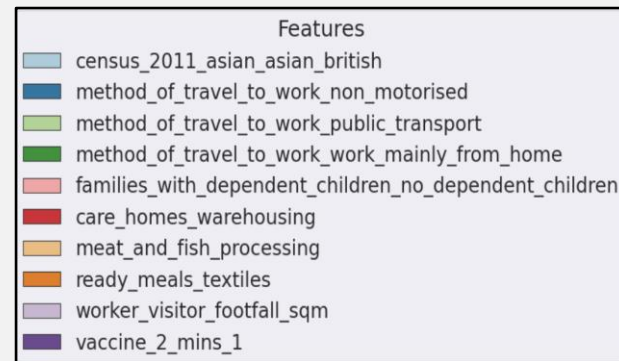 Features
census_2011_asian_asian_british
method_of_travel_to_work_non_motorised
method_of_travel_to_work_public_transport
method_of_travel_to_work_work_mainly_from_home
families_with_dependent_children_no_dependent_children
care_homes_warehousing
meat_and_fish_processing
ready_meals_textiles
worker_visitor_footfall_sqm
vaccine_2_mins_1